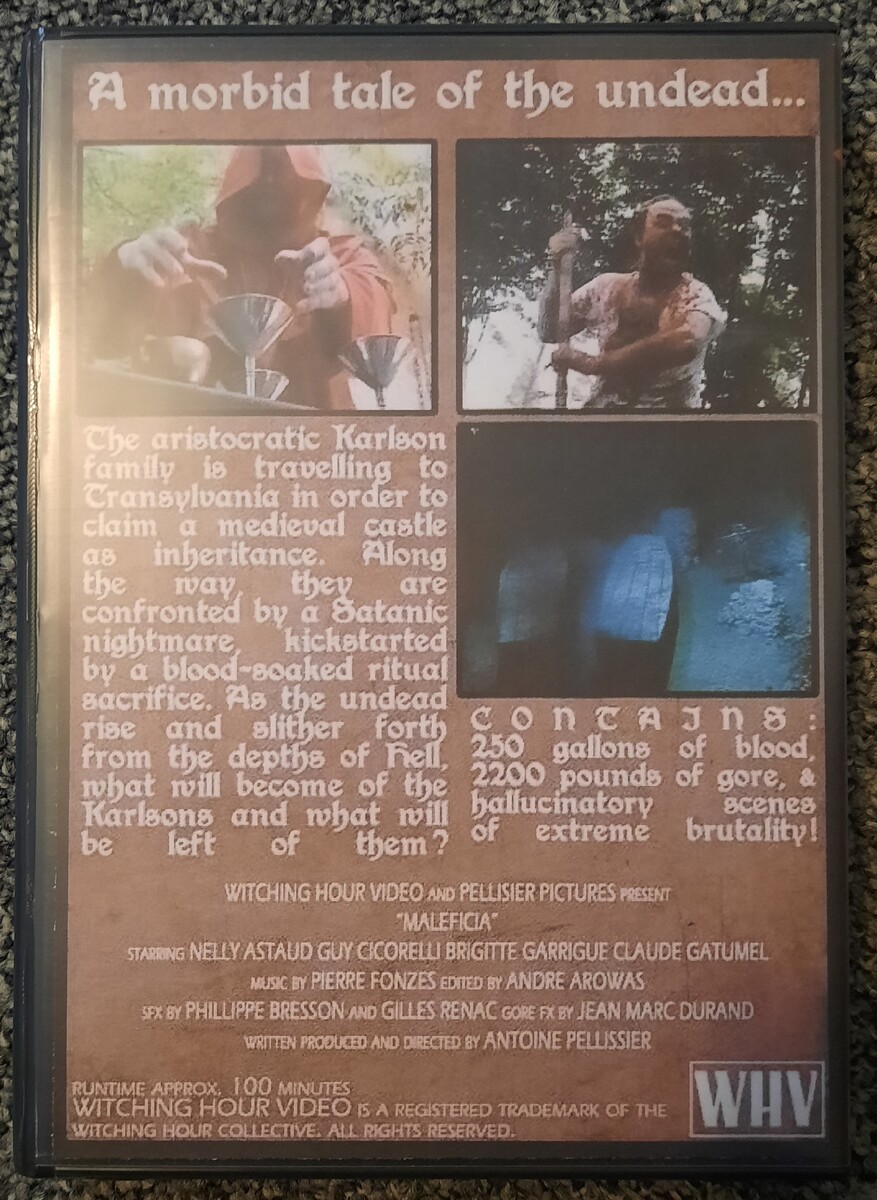 A morbid tale of the undead...
The aristocratic Karlson
family is travelling to
Transylvania in order to
claim a medieval castle
as inheritance. Along
the way, they are
confronted by a Satanic
nightmare, kickstarted
by a blood-soaked ritual
sacrifice. As the undead
rise and slither forth
from the depths of Hell,
what will become of the
Karlsons and what will
be left of them?
CONTAINS:
250 gallons of blood,
2200 pounds of gore, &
hallucinatory scenes
of extreme brutality!
WITCHING HOUR VIDEO AND PELLISIER PICTURES PRESENT
"MALEFICIA"
STARRING NELLY ASTAUD GUY CICORELLI BRIGITTE GARRIGUE CLAUDE GATUMEL
MUSIC BY PIERRE FONZES EDITED BY ANDRE AROWAS
SFX BY PHILLIPPE BRESSON AND GILLES RENAC GORE FX BY JEAN MARC DURAND
WRITTEN PRODUCED AND DIRECTED BY ANTOINE PELLISSIER
RUNTIME APPROX. 100 MINUTES
WITCHING HOUR VIDEO IS A REGISTERED TRADEMARK OF THE
WITCHING HOUR COLLECTIVE. ALL RIGHTS RESERVED.
WHV